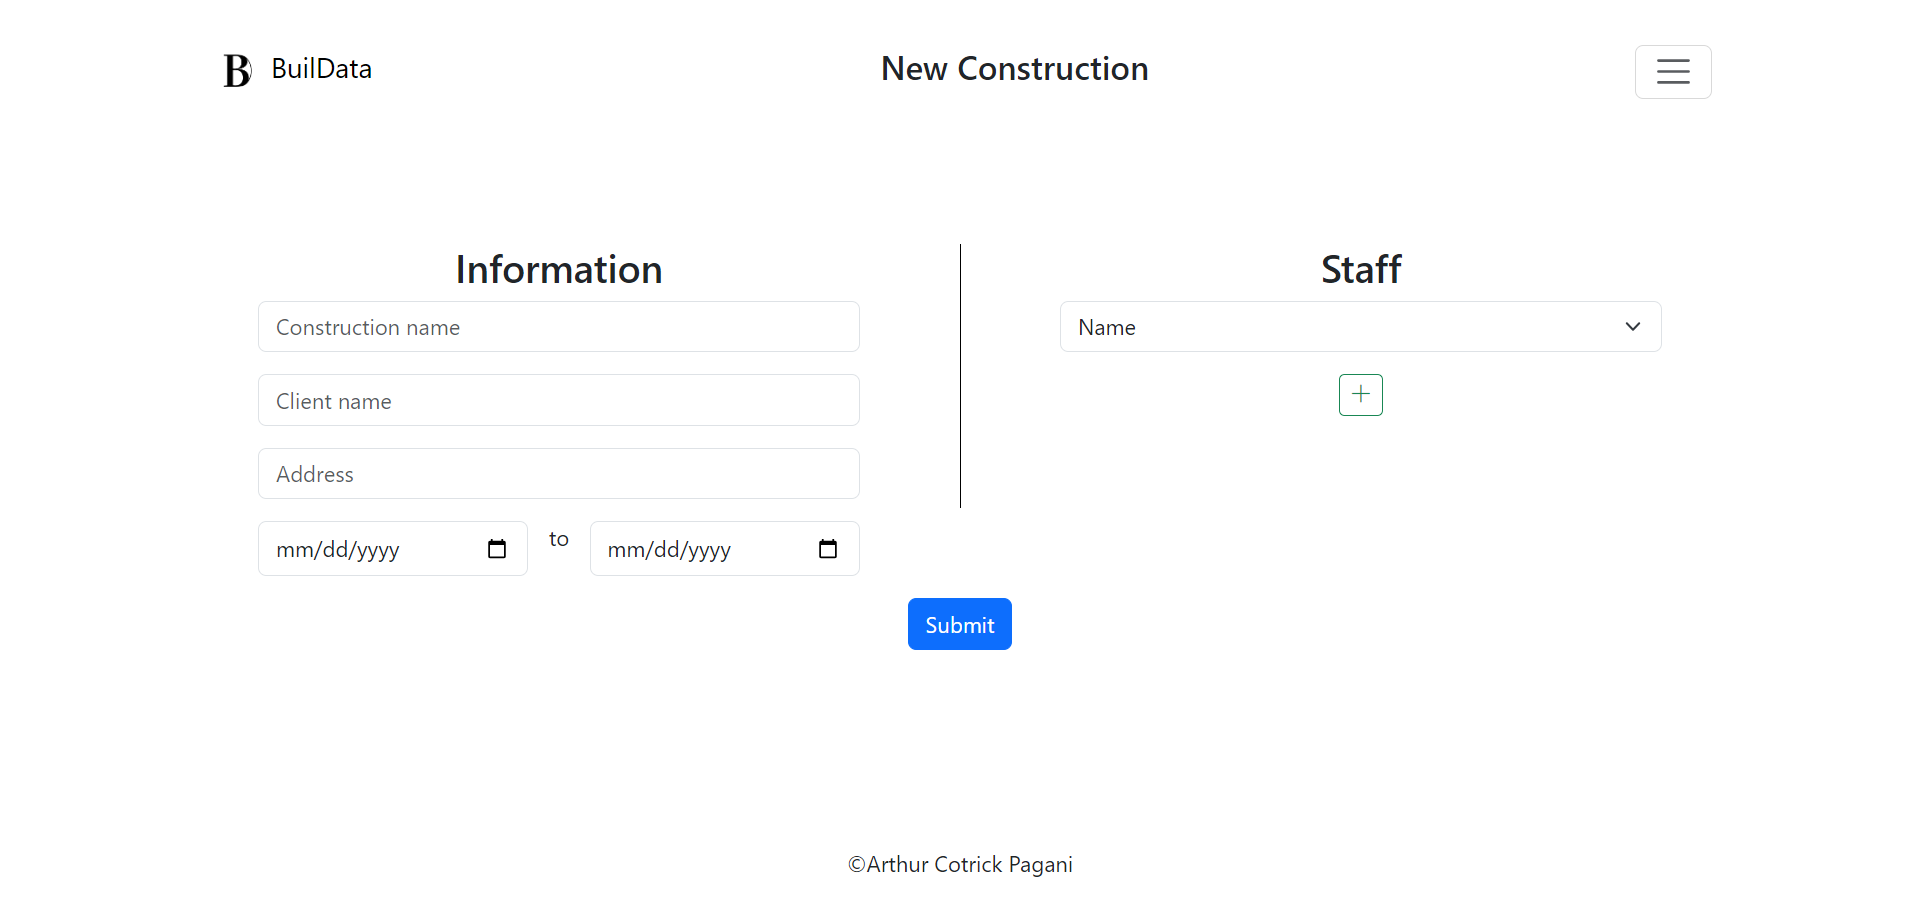 B BuilData
New Construction
Information
Construction name
Client name
Address
mm/dd/yyyy to mm/dd/yyyy
Staff
Name
Submit
©Arthur Cotrick Pagani